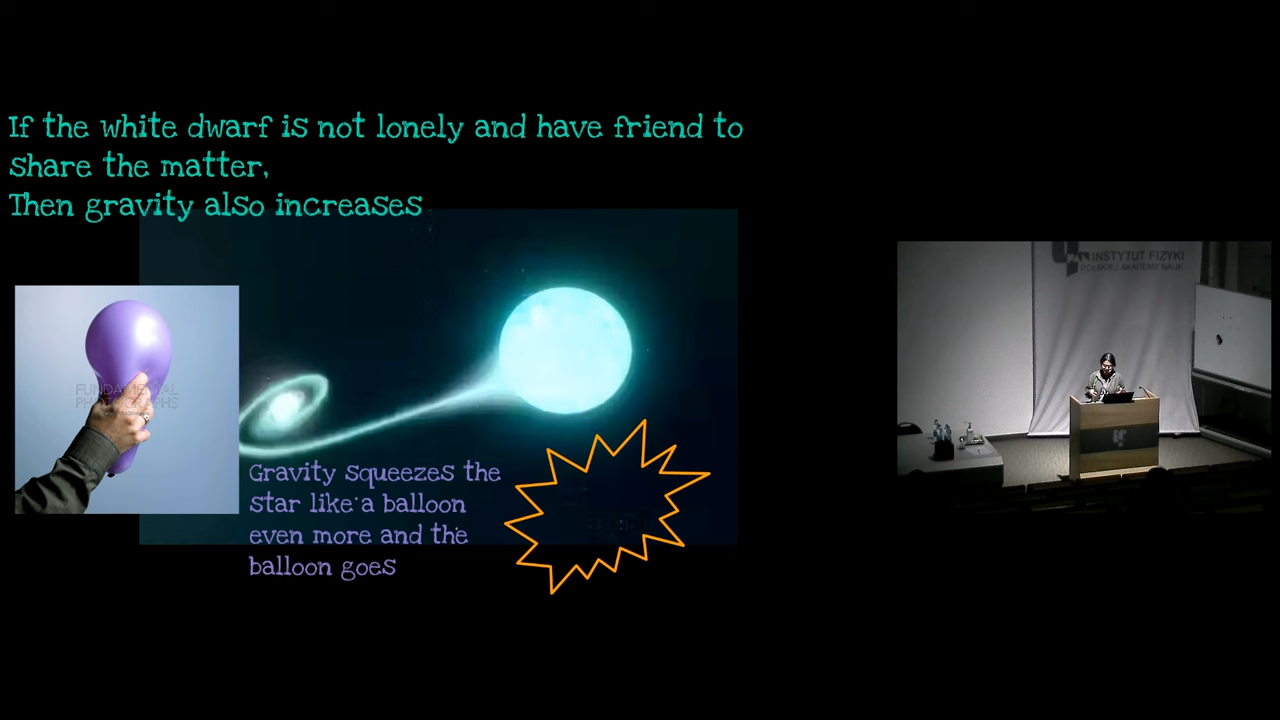 If the white dwarf is not lonely and have friend to
share the matter,
Then gravity also increases
INSTYTUT FIZYKI
POLSKIEJ AKADEMII NAUK
FUNDAMENTAL
PHOTOGRAPHS
Gravity squeezes the
star like a balloon
even more and the
balloon goes